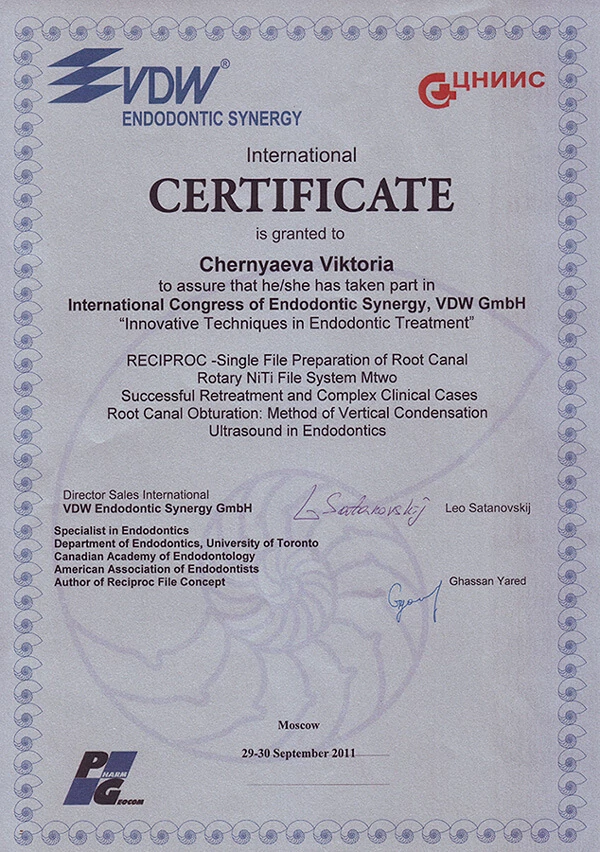 VDW®
ENDODONTIC SYNERGY
ЦНИИС
International
CERTIFICATE
is granted to
Chernyaeva Viktoria
to assure that he/she has taken part in
International Congress of Endodontic Synergy, VDW GmbH
“Innovative Techniques in Endodontic Treatment”
RECIPROC -Single File Preparation of Root Canal
Rotary NiTi File System Mtwo
Successful Retreatment and Complex Clinical Cases
Root Canal Obturation: Method of Vertical Condensation
Ultrasound in Endodontics
Director Sales International
VDW Endodontic Synergy GmbH
L Satanovskij
Leo Satanovskij
Specialist in Endodontics
Department of Endodontics, University of Toronto
Canadian Academy of Endodontology
American Association of Endodontists
Author of Reciproc File Concept
Ghassan Yared
Moscow
29-30 September 2011
PHARM
GEOCOM